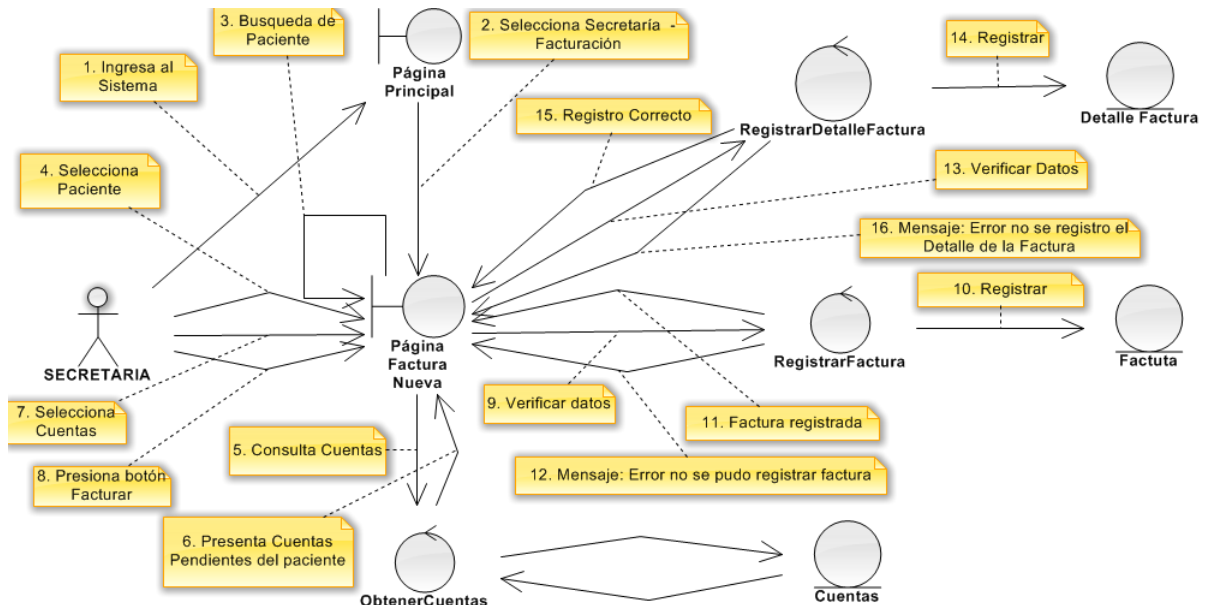 3. Busqueda de
Paciente
2. Selecciona Secretaría -
Facturación
14. Registrar
1. Ingresa al
Sistema
Página
Principal
15. Registro Correcto
RegistrarDetalleFactura
Detalle Factura
4. Selecciona
Paciente
13. Verificar Datos
16. Mensaje: Error no se registro el
Detalle de la Factura
10. Registrar
SECRETARIA
Página
Factura
Nueva
RegistrarFactura
Factuta
7. Selecciona
Cuentas
9. Verificar datos
11. Factura registrada
5. Consulta Cuentas
8. Presiona botón
Facturar
12. Mensaje: Error no se pudo registrar factura
6. Presenta Cuentas
Pendientes del paciente
ObtenerCuentas
Cuentas